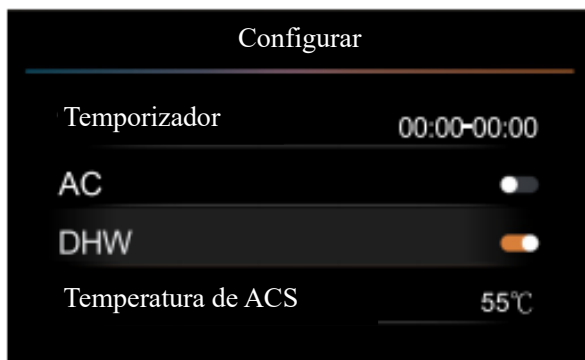 Configurar
Temporizador 00:00-00:00
AC
DHW
Temperatura de ACS 55℃